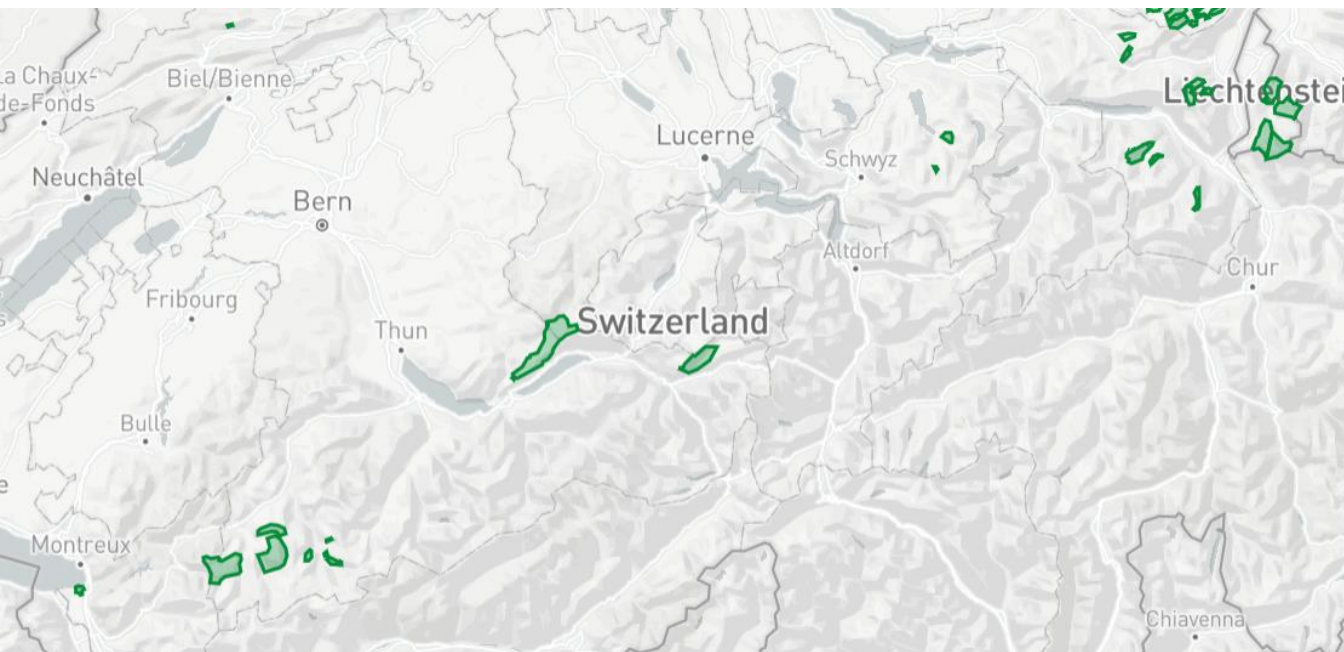 La Chaux-
de-Fonds
Biel/Bienne
Liechtenstei
Lucerne
Schwyz
Neuchâtel
Bern
Altdorf
Chur
Fribourg
Switzerland
Thun
Bulle
Montreux
Chiavenna